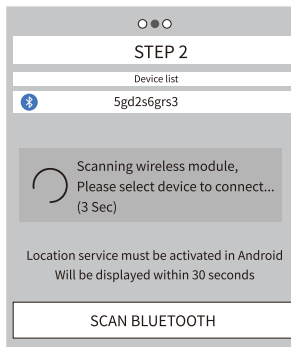 STEP 2
Device list
5gd2s6grs3
Scanning wireless module,
Please select device to connect...
(3 Sec)
Location service must be activated in Android
Will be displayed within 30 seconds
SCAN BLUETOOTH